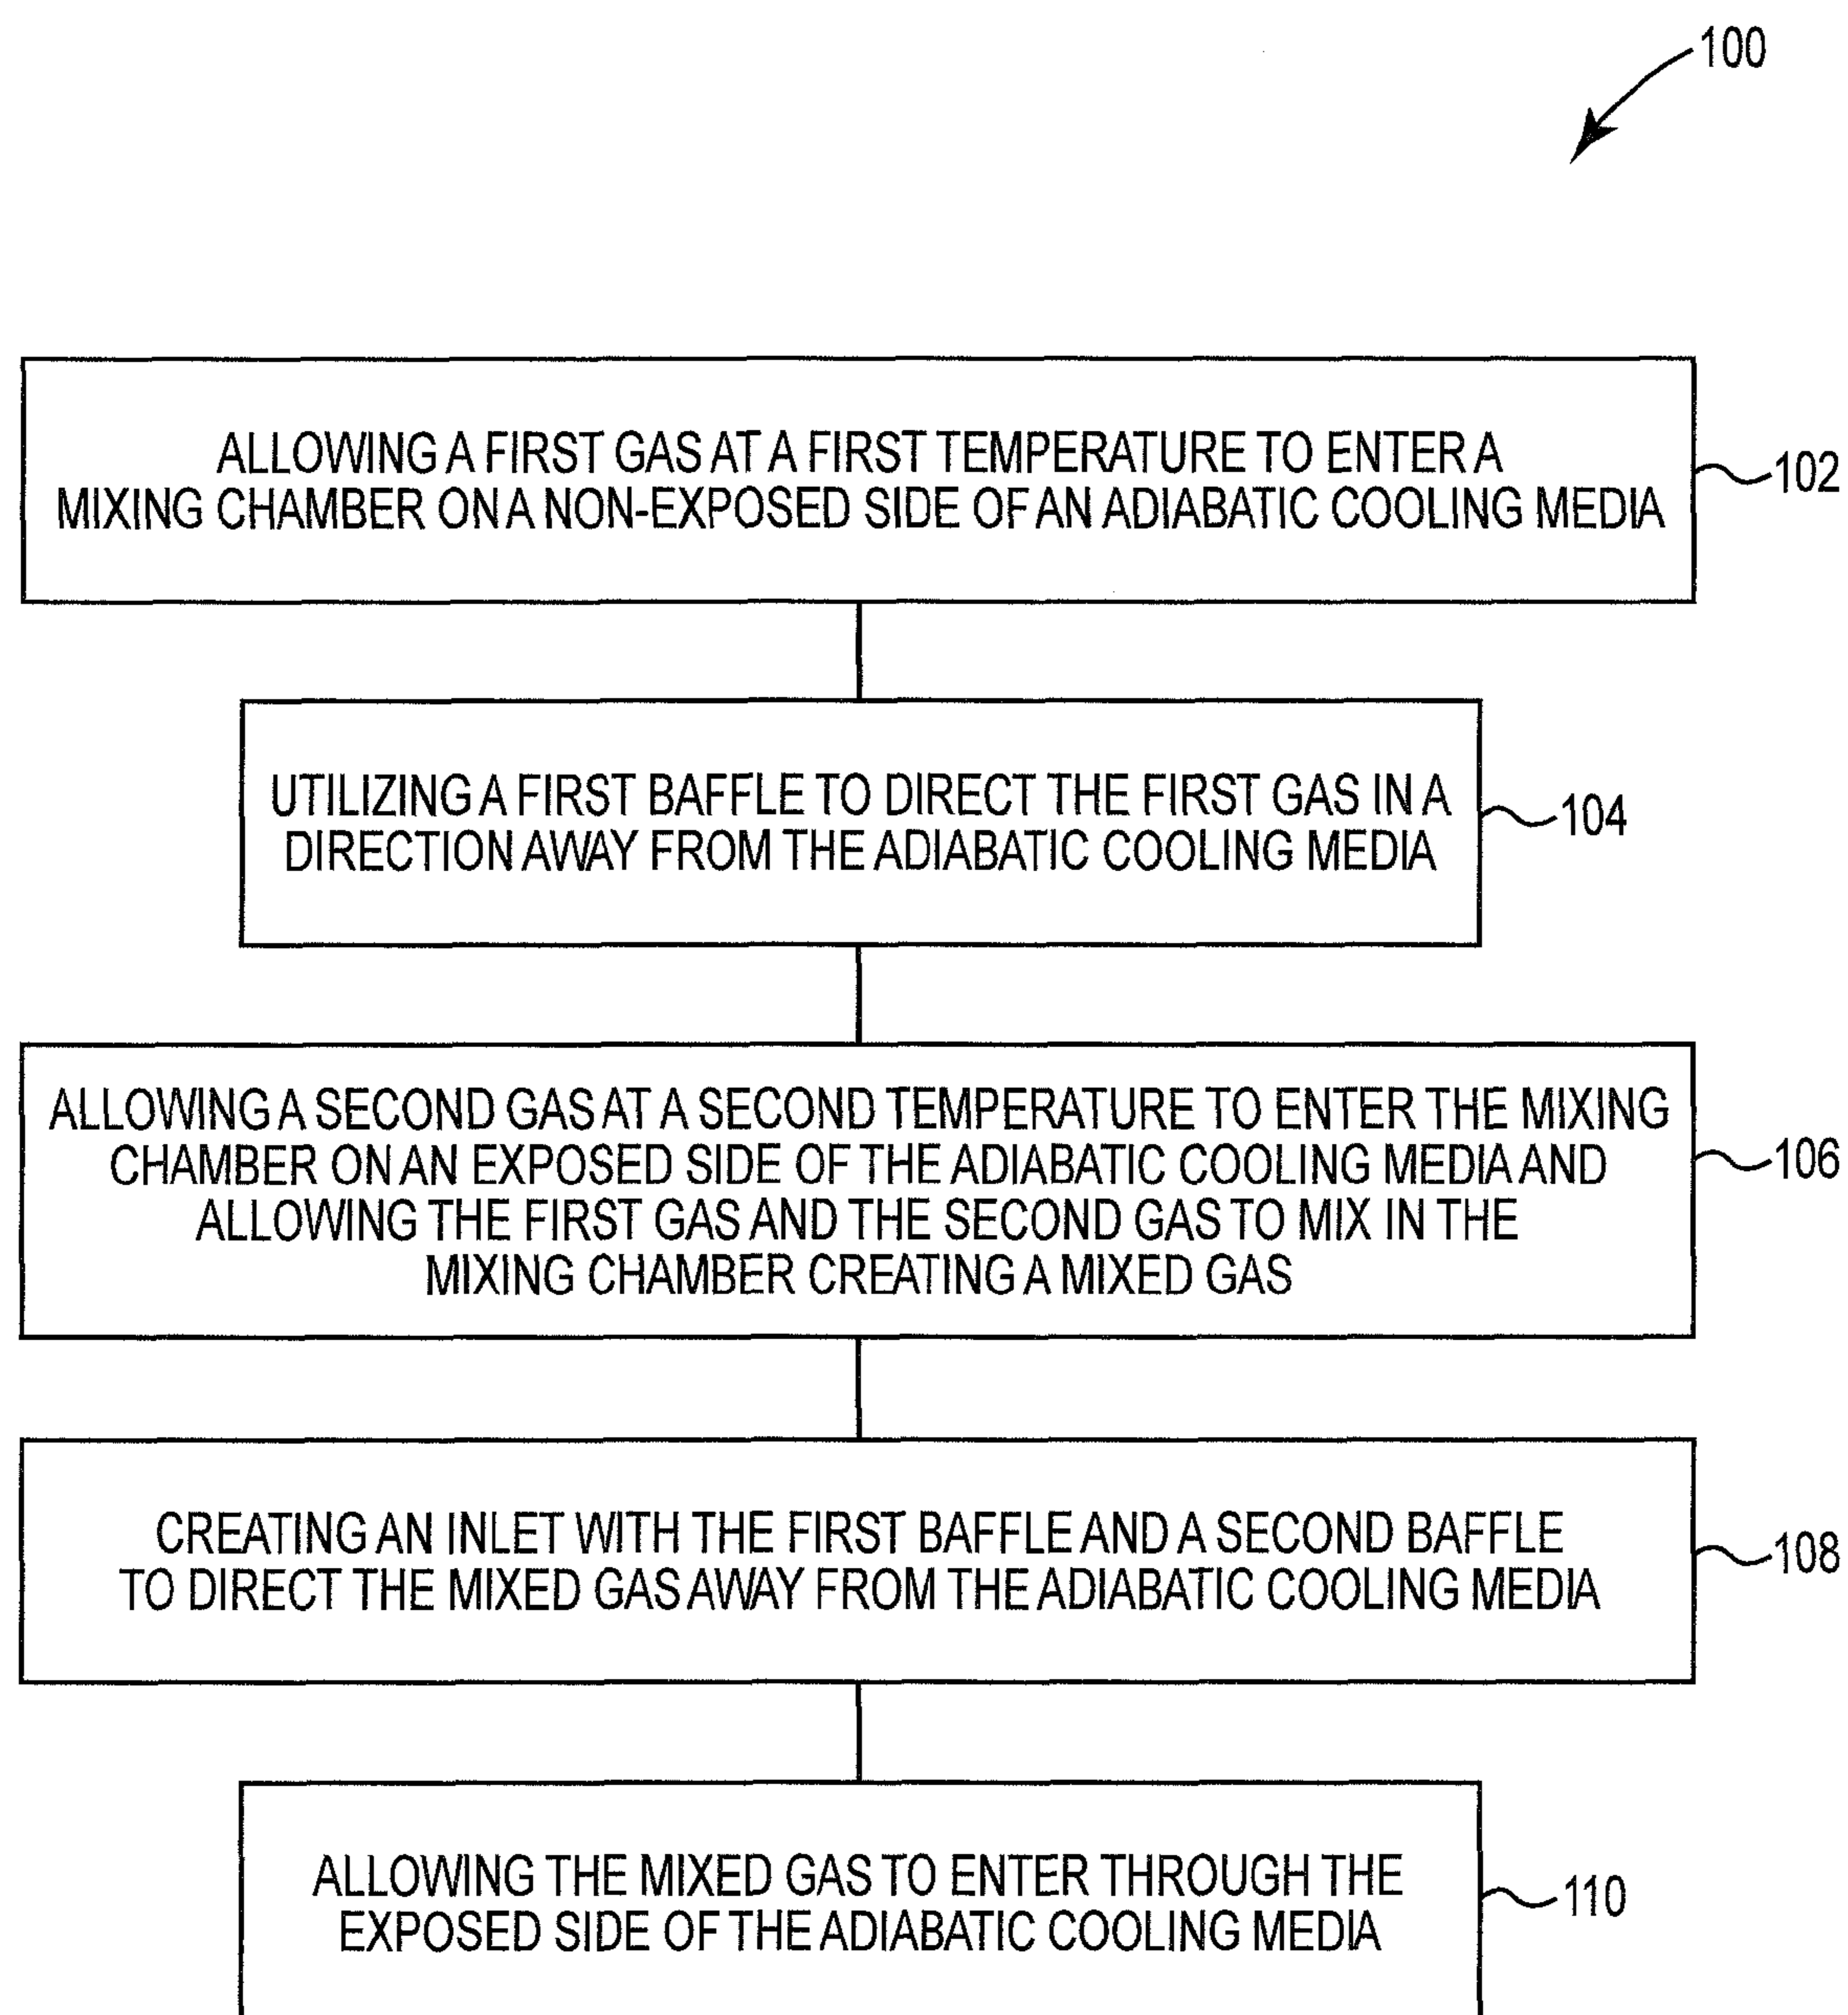 100
ALLOWING A FIRST GAS AT A FIRST TEMPERATURE TO ENTER A
MIXING CHAMBER ON A NON-EXPOSED SIDE OF AN ADIABATIC COOLING MEDIA
102
UTILIZING A FIRST BAFFLE TO DIRECT THE FIRST GAS IN A
DIRECTION AWAY FROM THE ADIABATIC COOLING MEDIA
104
ALLOWING A SECOND GAS AT A SECOND TEMPERATURE TO ENTER THE MIXING
CHAMBER ON AN EXPOSED SIDE OF THE ADIABATIC COOLING MEDIA AND
ALLOWING THE FIRST GAS AND THE SECOND GAS TO MIX IN THE
MIXING CHAMBER CREATING A MIXED GAS
106
CREATING AN INLET WITH THE FIRST BAFFLE AND A SECOND BAFFLE
TO DIRECT THE MIXED GAS AWAY FROM THE ADIABATIC COOLING MEDIA
108
ALLOWING THE MIXED GAS TO ENTER THROUGH THE
EXPOSED SIDE OF THE ADIABATIC COOLING MEDIA
110